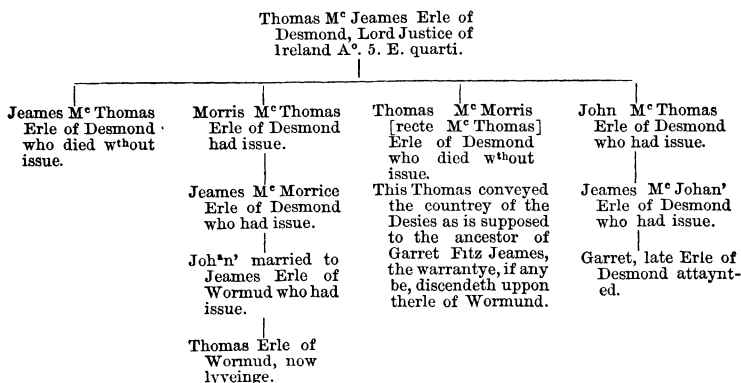 Thomas Mc Jeames Erle of
Desmond, Lord Justice of
Ireland Ao. 5. E. quarti.
Jeames Mc Thomas
Erle of Desmond
who died wthout
issue.
Morris Mc Thomas
Erle of Desmond
had issue.
Jeames Mc Morrice
Erle of Desmond
who had issue.
Johan' married to
Jeames Erle of
Wormud who had
issue.
Thomas Erle of
Wormud, now
lyveinge.
Thomas Mc Morris
[recte Mc Thomas]
Erle of Desmond
who died wthout
issue.
This Thomas conveyed
the countrey of the
Desies as is supposed
to the ancestor of
Garret Fitz Jeames,
the warrantye, if any
be, discendeth uppon
therle of Wormund.
John Mc Thomas
Erle of Desmond
who had issue.
Jeames Mc Johan'
Erle of Desmond
who had issue.
Garret, late Erle of
Desmond attaynt-
ed.